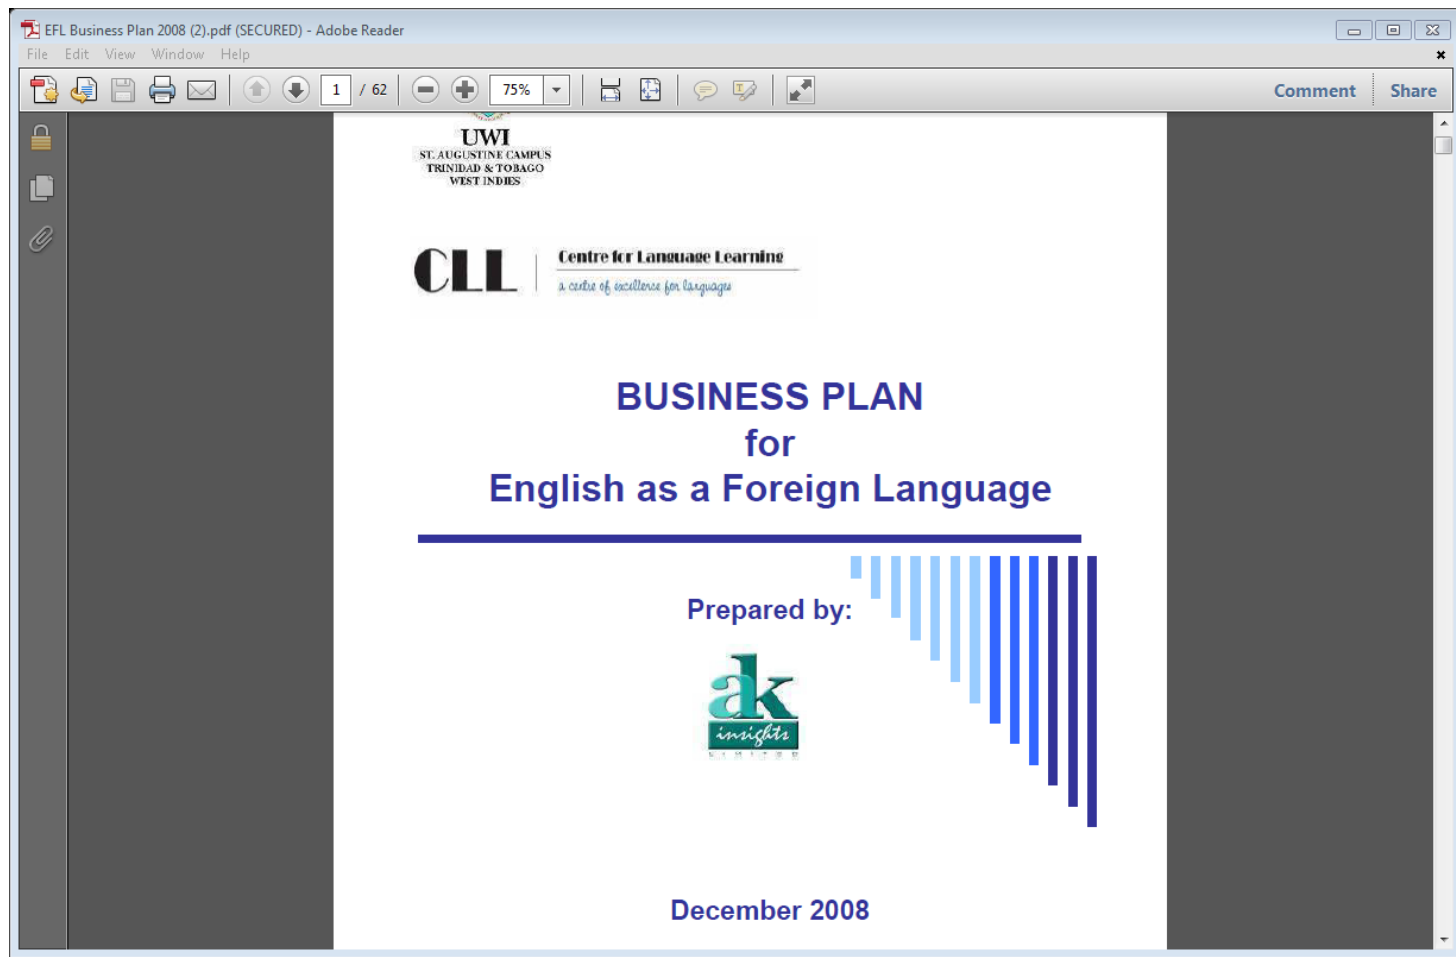 EFL Business Plan 2008 (2).pdf (SECURED) - Adobe Reader
File Edit View Window Help
1 / 62 75% Comment Share
UWI
ST. AUGUSTINE CAMPUS
TRINIDAD & TOBAGO
WEST INDIES
CLL Centre for Language Learning
a centre of excellence for languages
BUSINESS PLAN
for
English as a Foreign Language
Prepared by:
ak
insights
LIMITED
December 2008